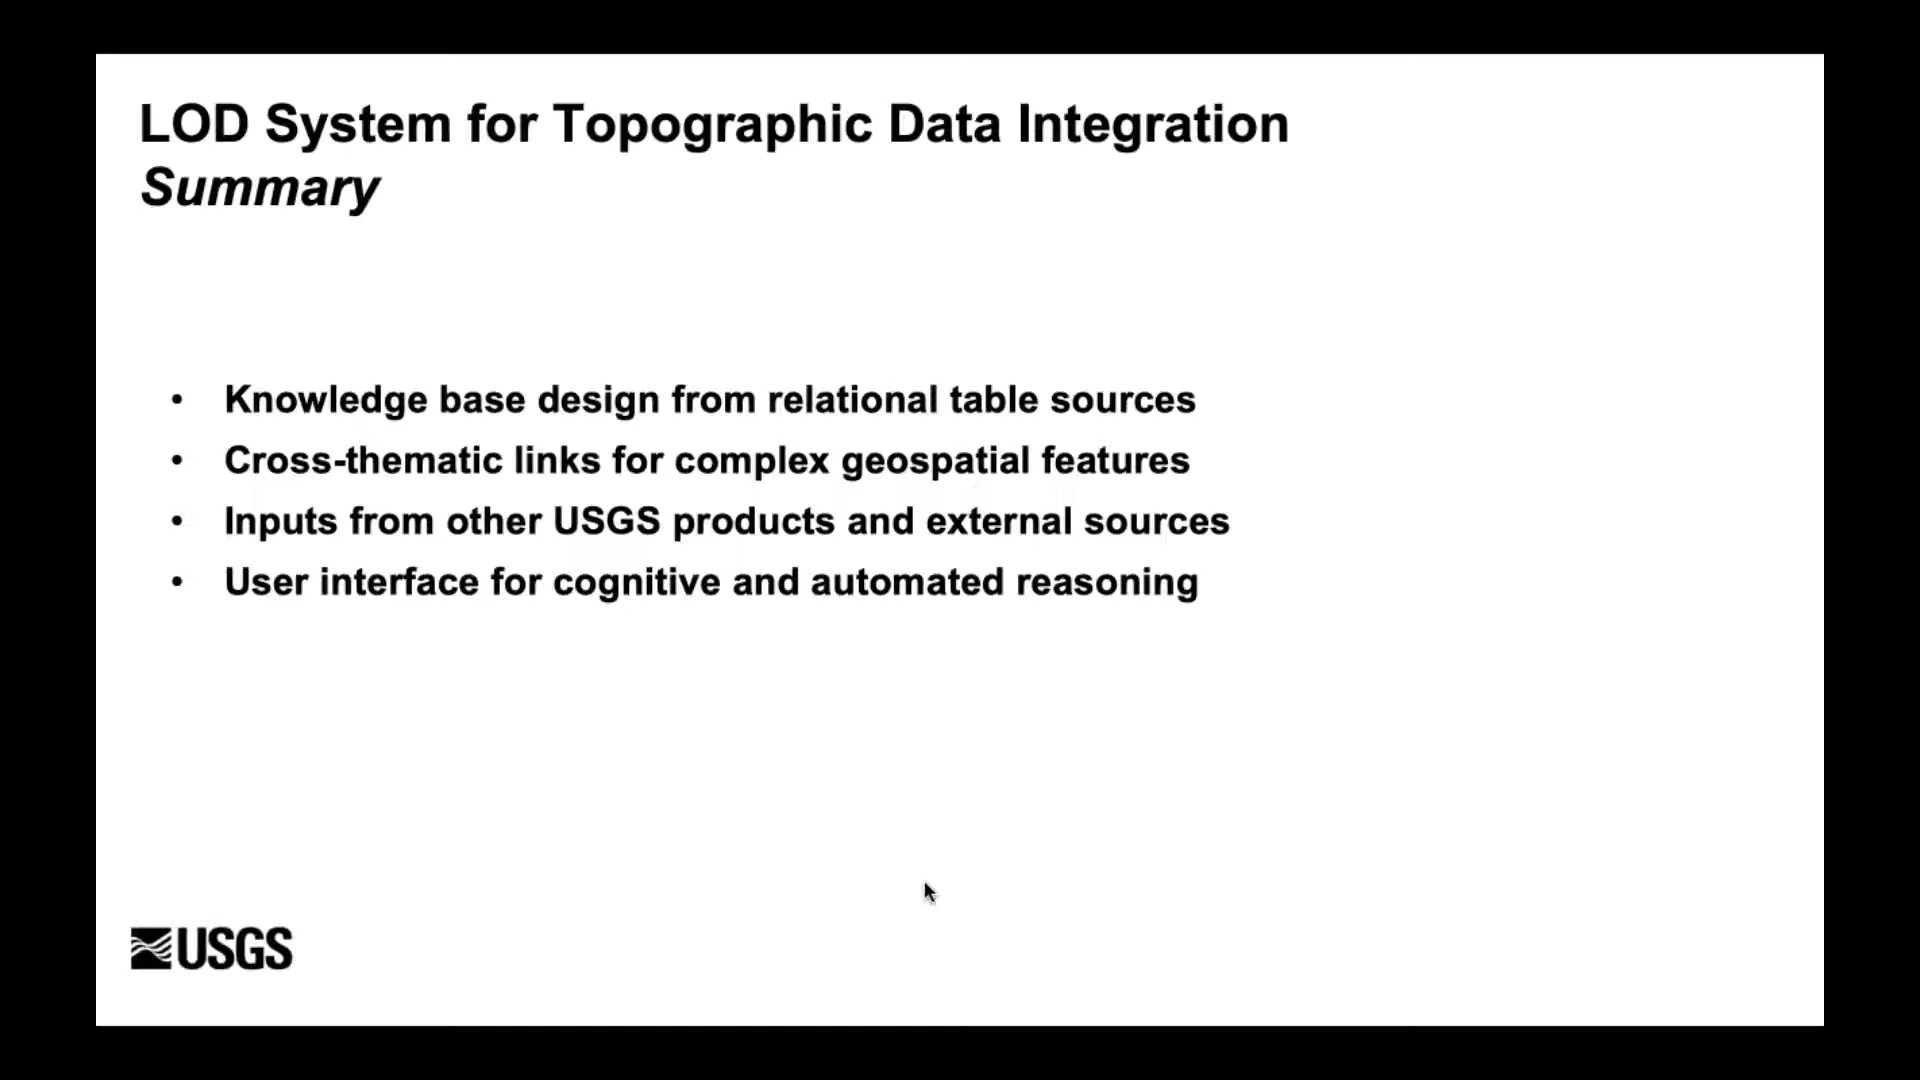 LOD System for Topographic Data Integration
Summary
• Knowledge base design from relational table sources
• Cross-thematic links for complex geospatial features
• Inputs from other USGS products and external sources
• User interface for cognitive and automated reasoning
USGS